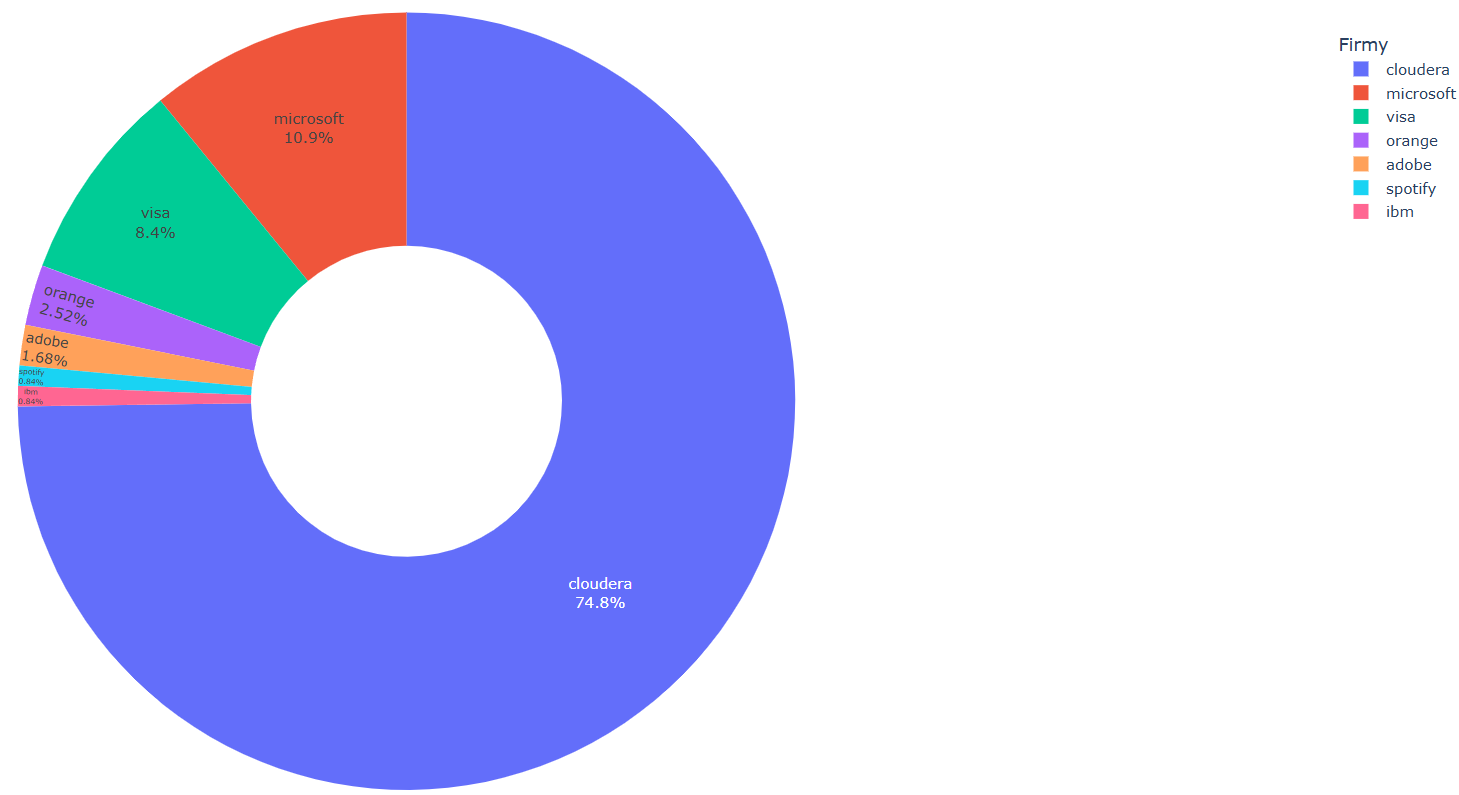 microsoft
10.9%
visa
8.4%
orange
2.52%
adobe
1.68%
spotify
0.84%
ibm
0.84%
cloudera
74.8%
Firmy
cloudera
microsoft
visa
orange
adobe
spotify
ibm